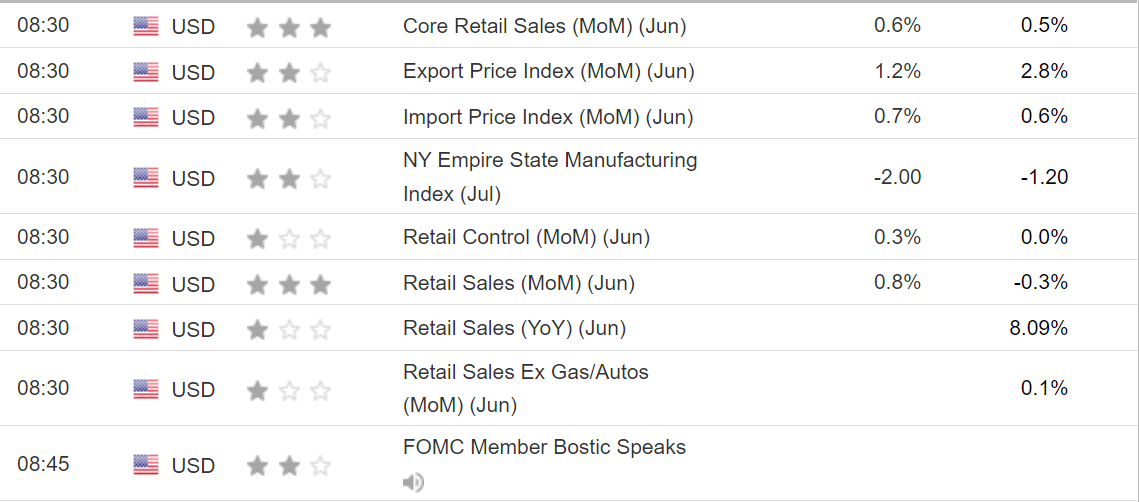 08:30 USD Core Retail Sales (MoM) (Jun) 0.6% 0.5%
08:30 USD Export Price Index (MoM) (Jun) 1.2% 2.8%
08:30 USD Import Price Index (MoM) (Jun) 0.7% 0.6%
08:30 USD NY Empire State Manufacturing -2.00 -1.20
Index (Jul)
08:30 USD Retail Control (MoM) (Jun) 0.3% 0.0%
08:30 USD Retail Sales (MoM) (Jun) 0.8% -0.3%
08:30 USD Retail Sales (YoY) (Jun) 8.09%
08:30 USD Retail Sales Ex Gas/Autos 0.1%
(MoM) (Jun)
08:45 USD FOMC Member Bostic Speaks